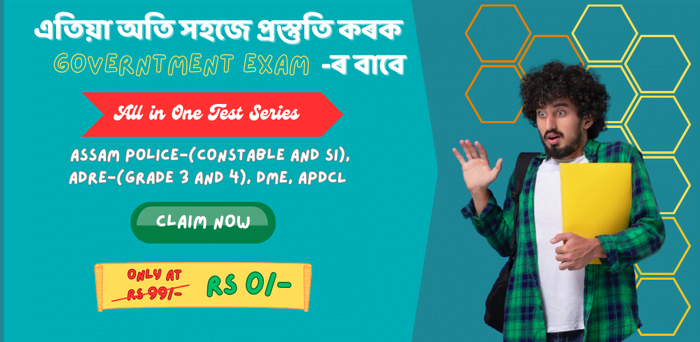 এতিয়া অতি সহজে প্ৰস্তুতি কৰক
GOVERNTMENT EXAM -ৰ বাবে
All in One Test Series
ASSAM POLICE-(CONSTABLE AND SI),
ADRE-(GRADE 3 AND 4), DME, APDCL
CLAIM NOW
ONLY AT
RS 99/-
RS 0/-